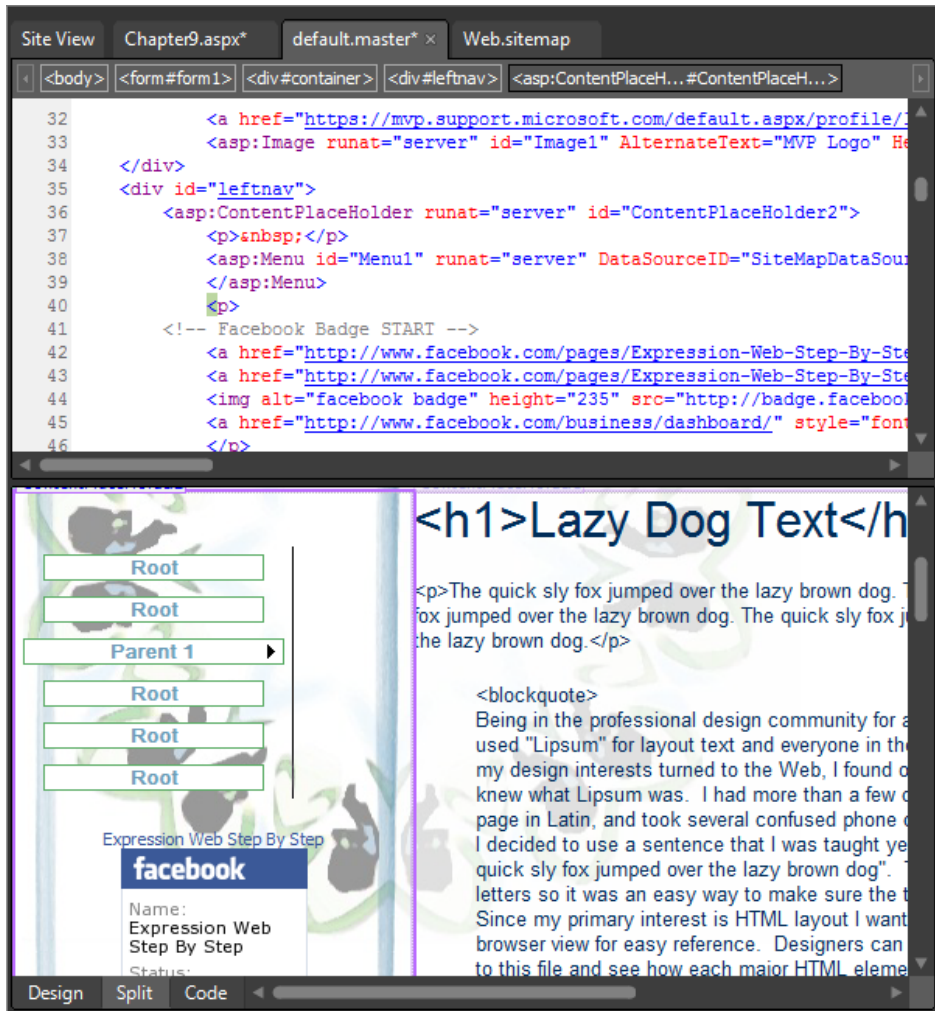 Site View Chapter9.aspx* default.master* × Web.sitemap
<body> <form#form1> <div#container> <div#leftnav> <asp:ContentPlaceH...#ContentPlaceH...>
32 <a href="https://mvp.support.microsoft.com/default.aspx/profile/
33 <asp:Image runat="server" id="Image1" AlternateText="MVP Logo" He
34 </div>
35 <div id="leftnav">
36 <asp:ContentPlaceHolder runat="server" id="ContentPlaceHolder2">
37 <p>&nbsp;</p>
38 <asp:Menu id="Menu1" runat="server" DataSourceID="SiteMapDataSour
39 </asp:Menu>
40 <p>
41 <!-- Facebook Badge START -->
42 <a href="http://www.facebook.com/pages/Expression-Web-Step-By-Ste
43 <a href="http://www.facebook.com/pages/Expression-Web-Step-By-Ste
44 <img alt="facebook badge" height="235" src="http://badge.facebook
45 <a href="http://www.facebook.com/business/dashboard/" style="font
46 </p>
Root
Root
Parent 1
Root
Root
Root
Expression Web Step By Step
facebook
Name:
Expression Web
Step By Step
Status:
<h1>Lazy Dog Text</h
<p>The quick sly fox jumped over the lazy brown dog.
fox jumped over the lazy brown dog. The quick sly fox
the lazy brown dog.</p>
<blockquote>
Being in the professional design community for a
used "Lipsum" for layout text and everyone in the
my design interests turned to the Web, I found o
knew what Lipsum was. I had more than a few
page in Latin, and took several confused phone
I decided to use a sentence that I was taught ye
quick sly fox jumped over the lazy brown dog".
letters so it was an easy way to make sure the t
Since my primary interest is HTML layout I want
browser view for easy reference. Designers can
to this file and see how each major HTML eleme
Design Split Code